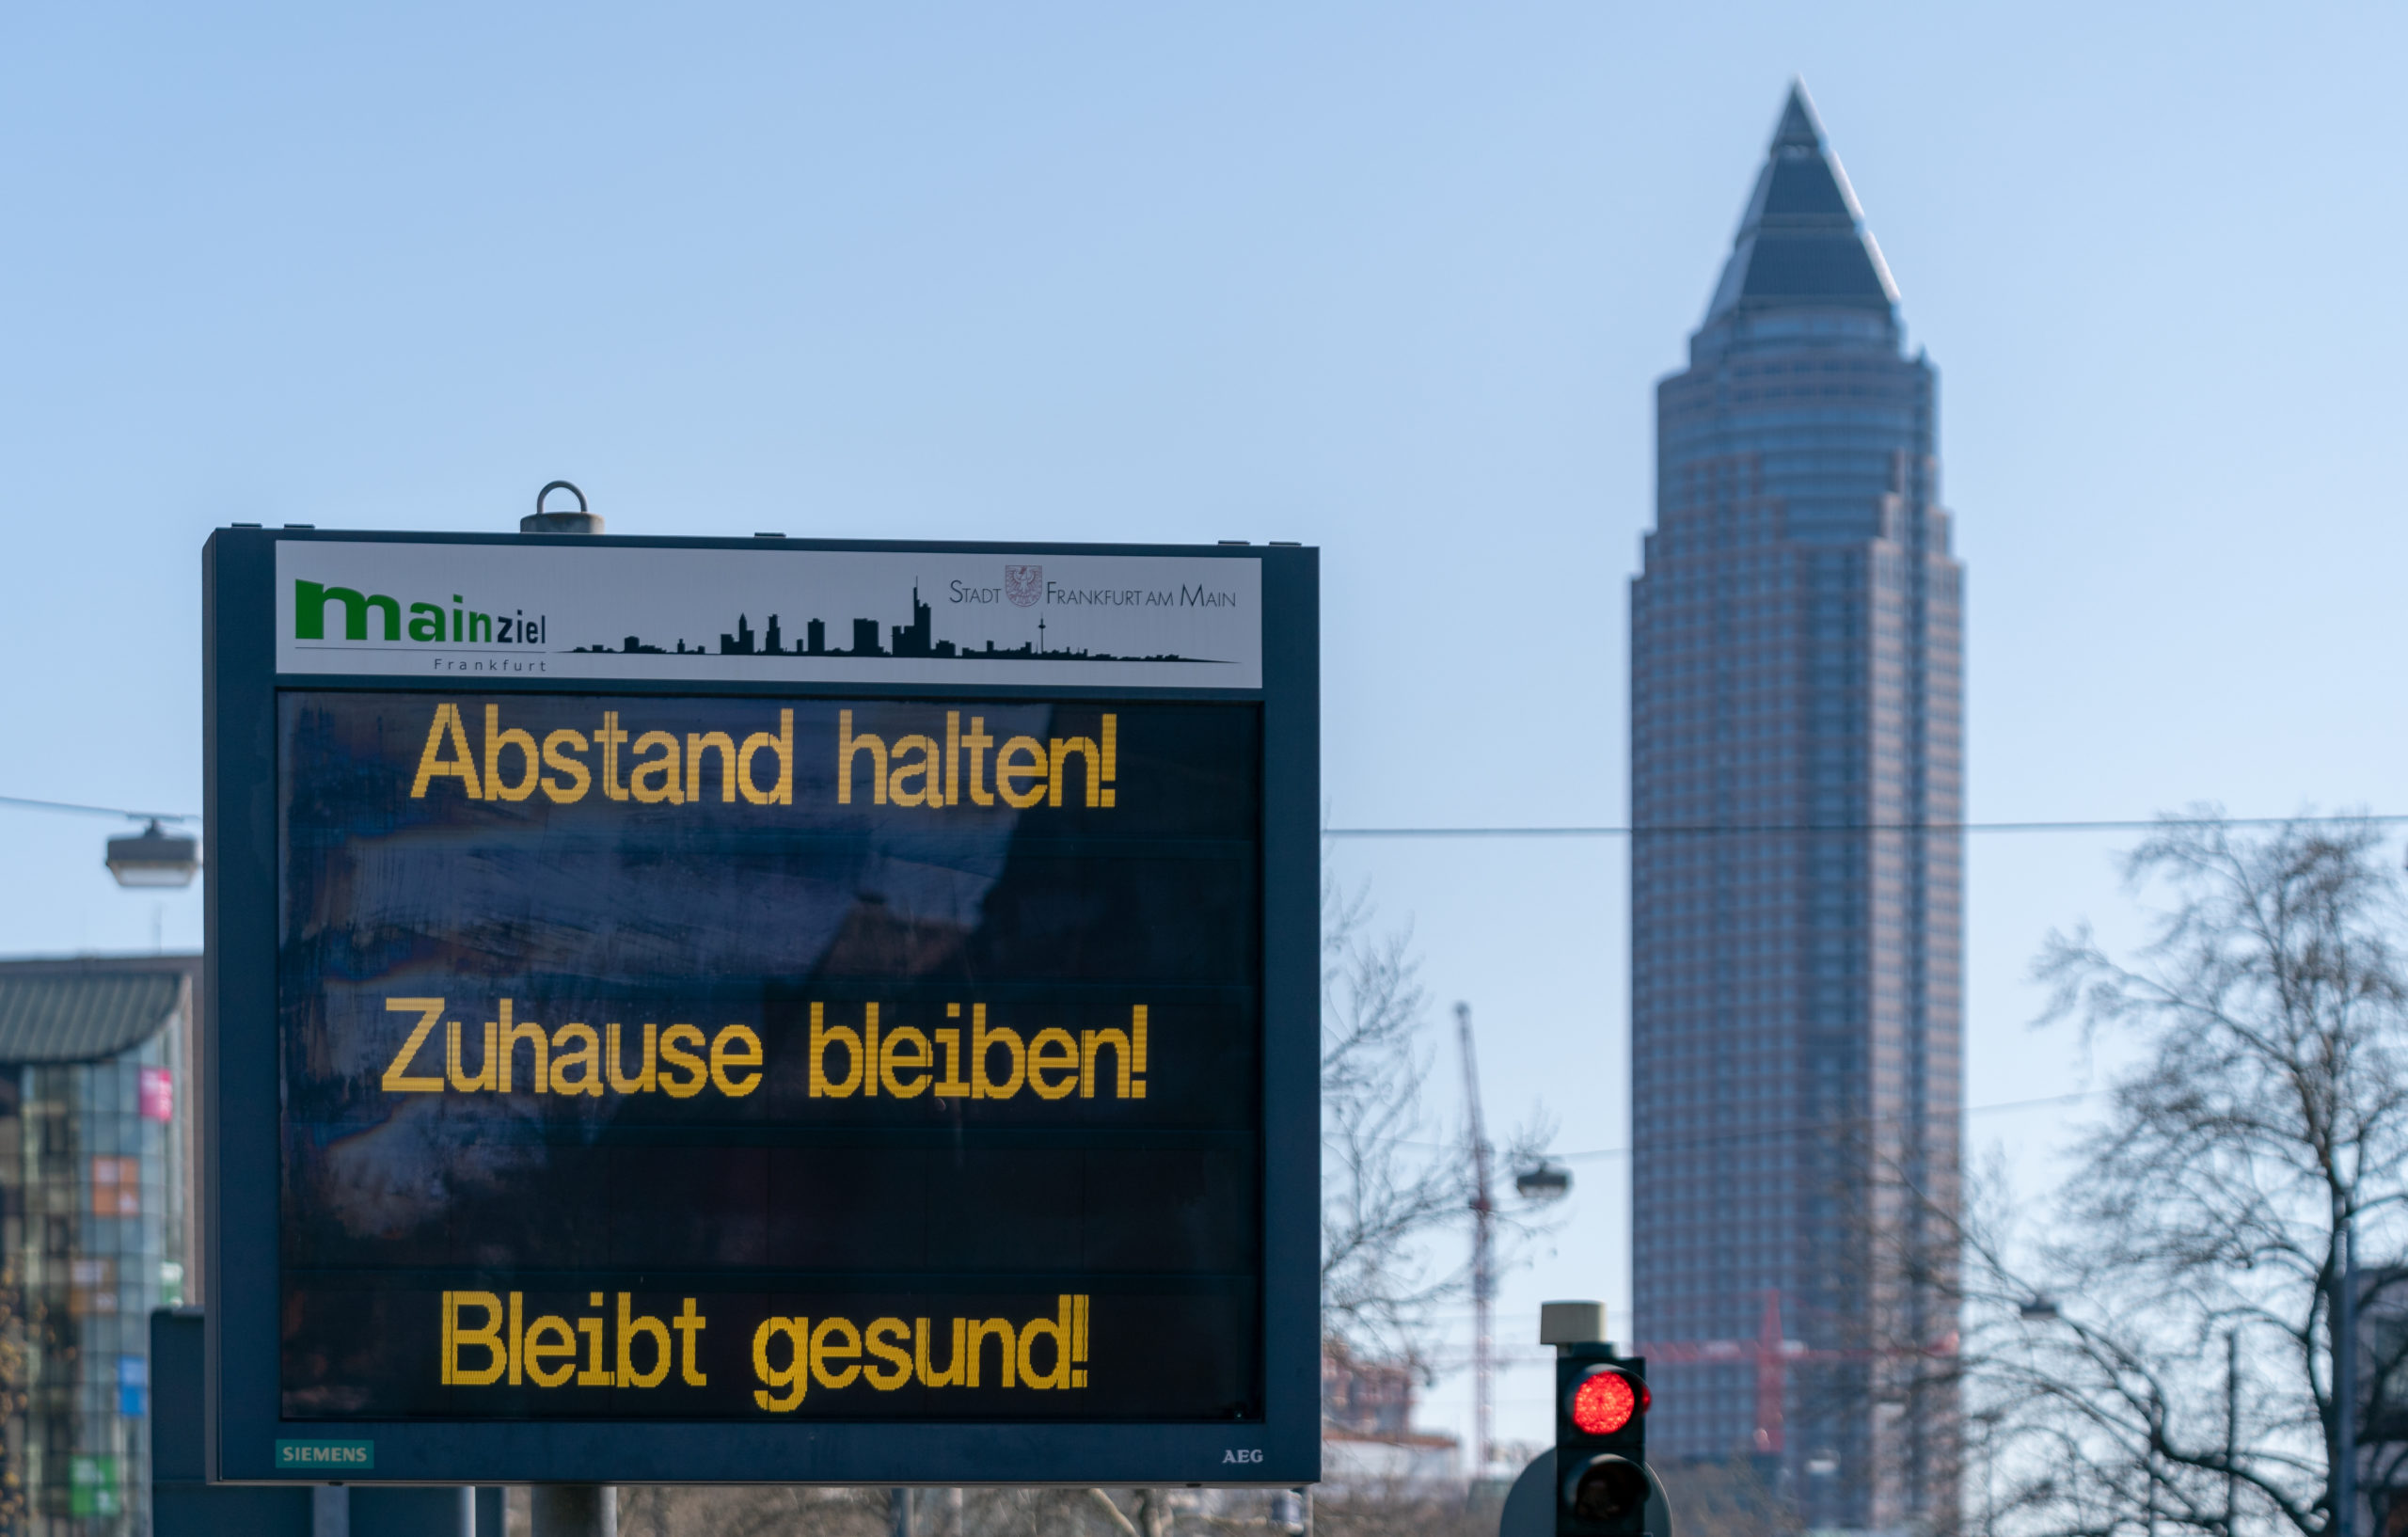 mainziel
Frankfurt
STADT FRANKFURT AM MAIN
Abstand halten!
Zuhause bleiben!
Bleibt gesund!
SIEMENS
AEG